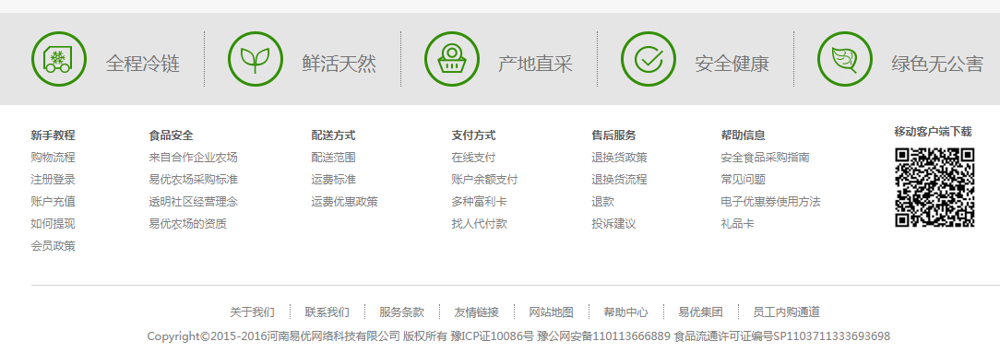 全程冷链 鲜活天然 产地直采 安全健康 绿色无公害
新手教程 食品安全 配送方式 支付方式 售后服务 帮助信息 移动客户端下载
购物流程 来自合作企业农场 配送范围 在线支付 退换货政策 安全食品采购指南
注册登录 易优农场采购标准 运费标准 账户余额支付 退换货流程 常见问题
账户充值 透明社区经营理念 运费优惠政策 多种富利卡 退款 电子优惠券使用方法
如何提现 易优农场的资质 找人代付款 投诉建议 礼品卡
会员政策
关于我们 联系我们 服务条款 友情链接 网站地图 帮助中心 易优集团 员工内购通道
Copyright©2015-2016河南易优网络科技有限公司 版权所有 豫ICP证10086号 豫公网安备110113666889 食品流通许可证编号SP1103711333693698